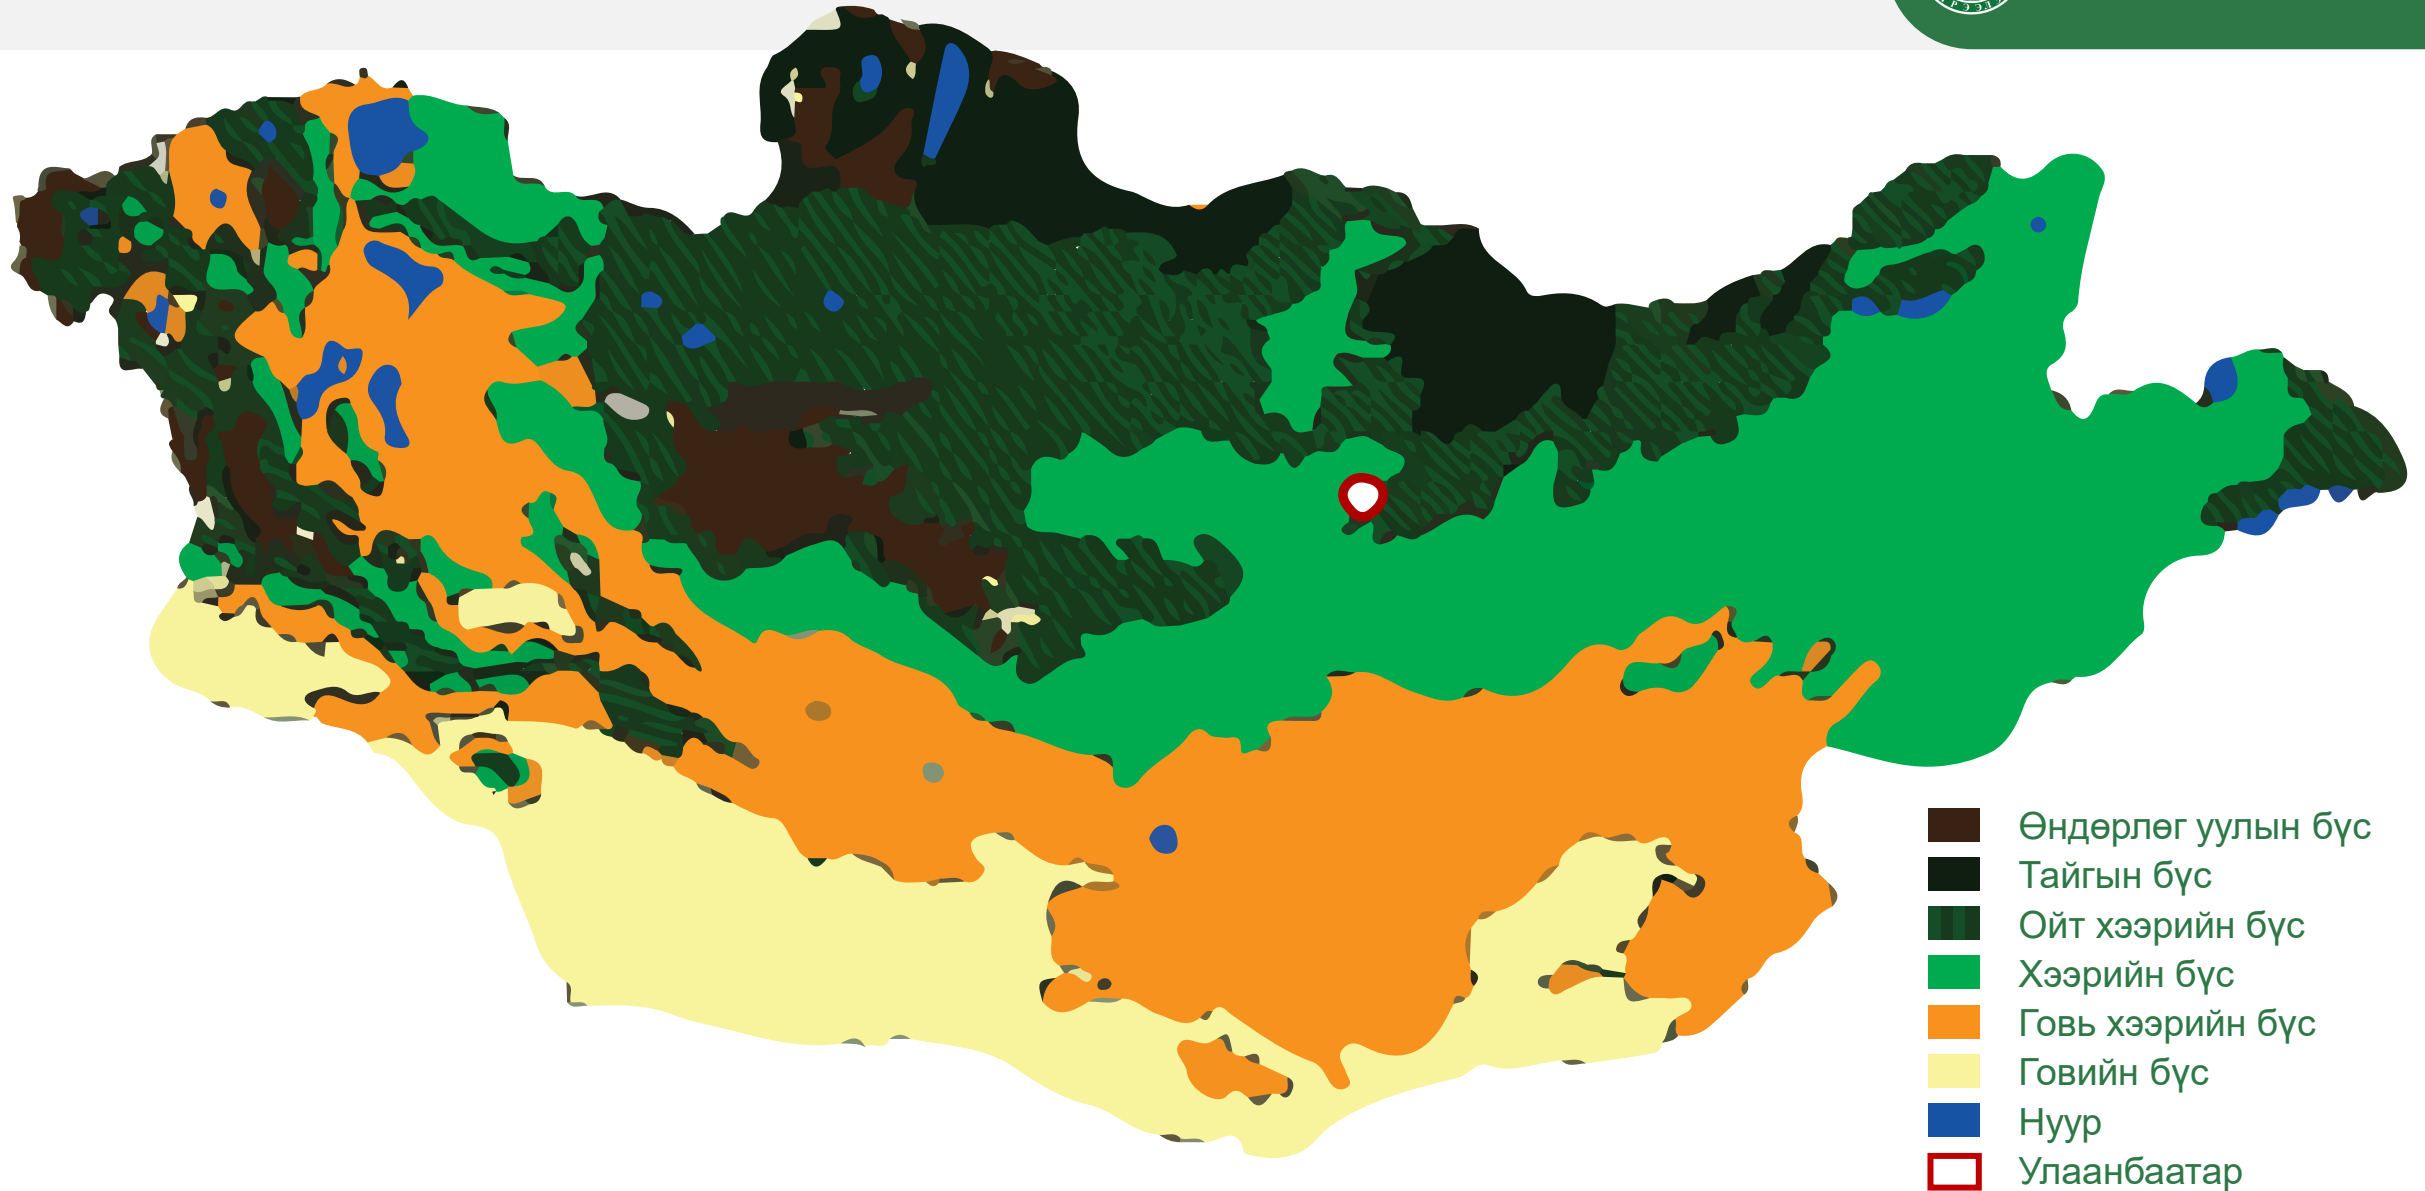 Өндөрлөг уулын бүс
Тайгын бүс
Ойт хээрийн бүс
Хээрийн бүс
Говь хээрийн бүс
Говийн бүс
Нуур
Улаанбаатар